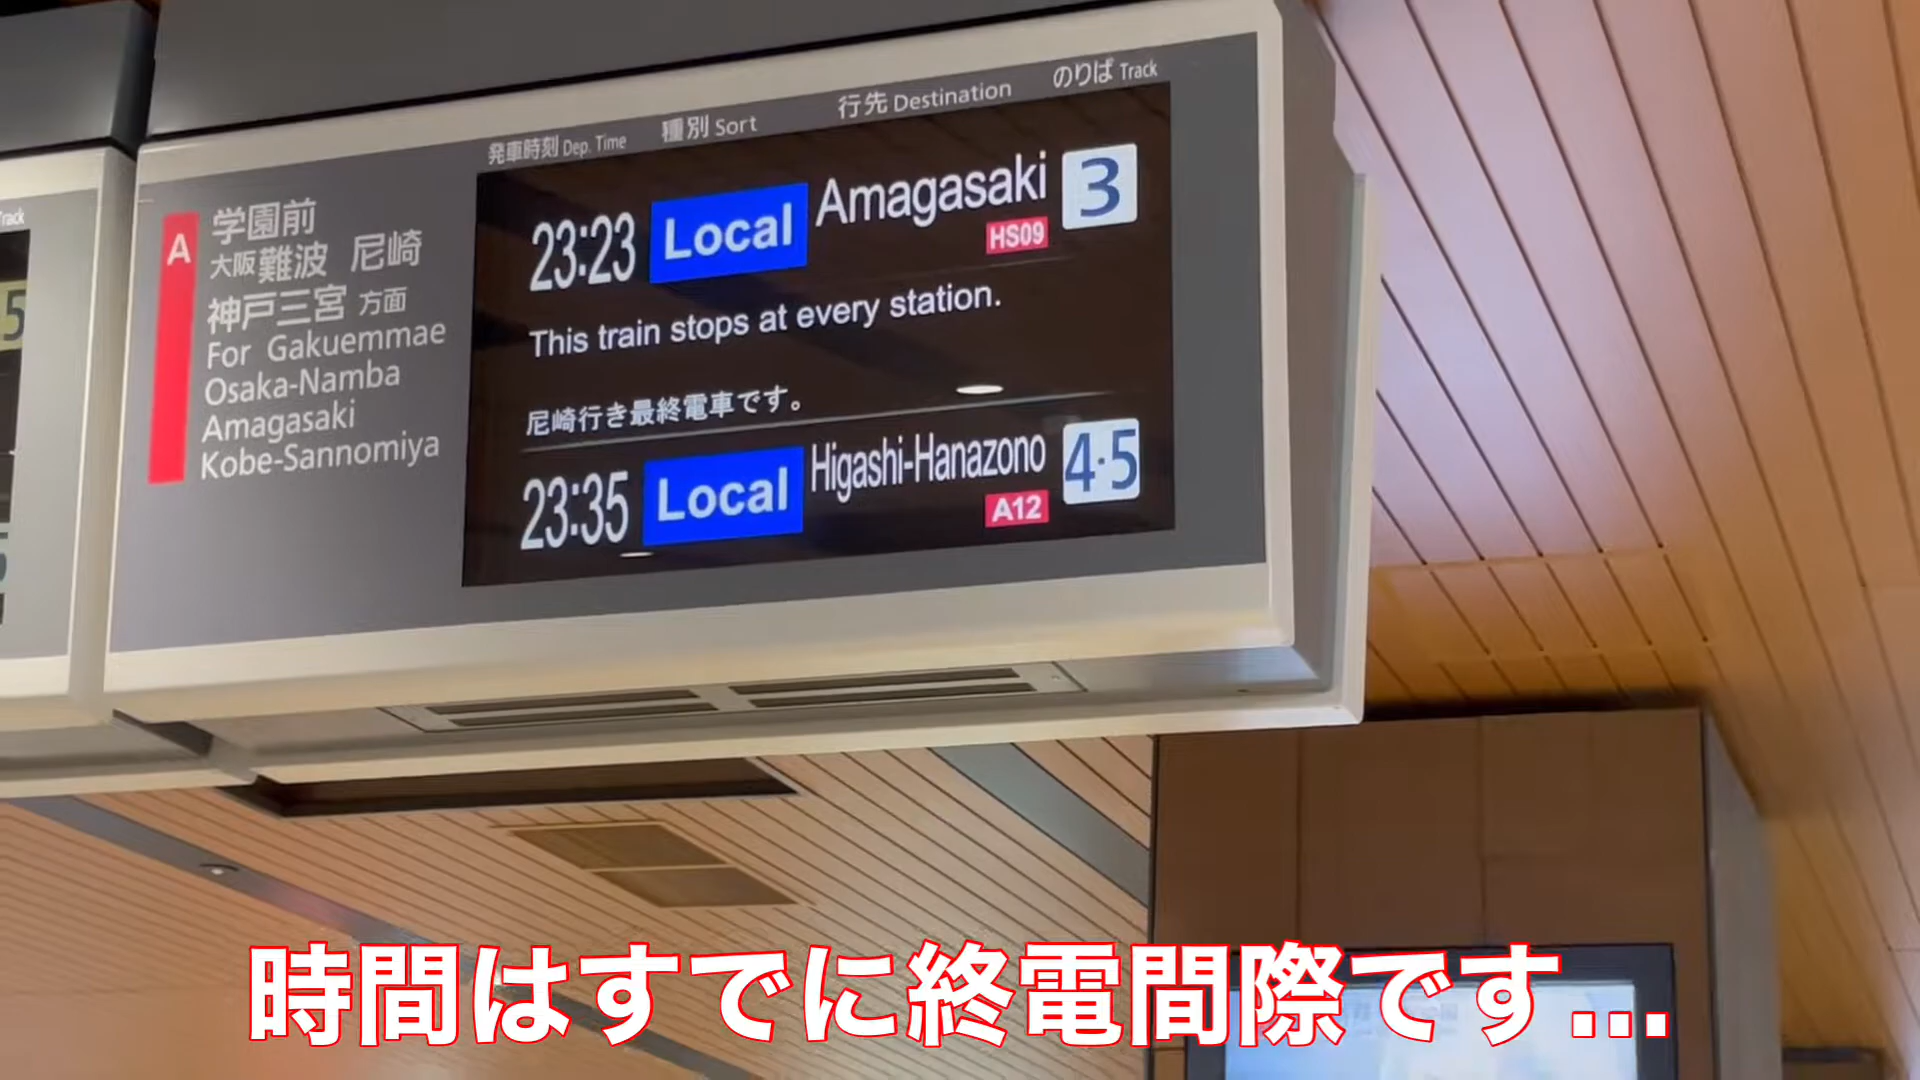 発車時刻 Dep. Time 種別 Sort 行先 Destination のりば Track
A
学園前
大阪難波 尼崎
神戸三宮 方面
For Gakuemmae
Osaka-Namba
Amagasaki
Kobe-Sannomiya
23:23 Local Amagasaki 3
HS09
This train stops at every station.
尼崎行き最終電車です。
23:35 Local Higashi-Hanazono 4·5
A12
Track
5
時間はすでに終電間際です...